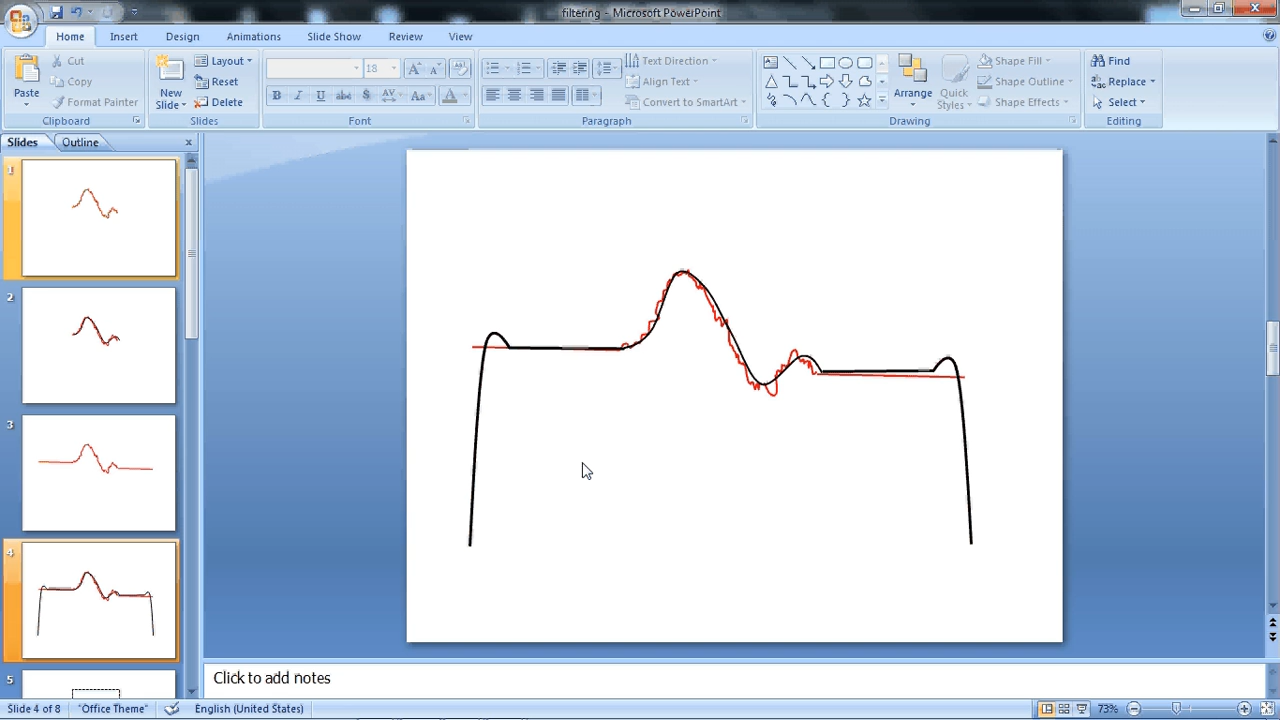 filtering - Microsoft PowerPoint
Home Insert Design Animations Slide Show Review View
Paste
Cut
Copy
Format Painter
Clipboard
New
Slide
Layout
Reset
Delete
Slides
18
B I U abc S AV Aa A
Font
Text Direction
Align Text
Convert to SmartArt
Paragraph
Arrange
Quick
Styles
Shape Fill
Shape Outline
Shape Effects
Drawing
Find
Replace
Select
Editing
Slides Outline
1
2
3
4
5
Click to add notes
Slide 4 of 8 "Office Theme" English (United States) 73%